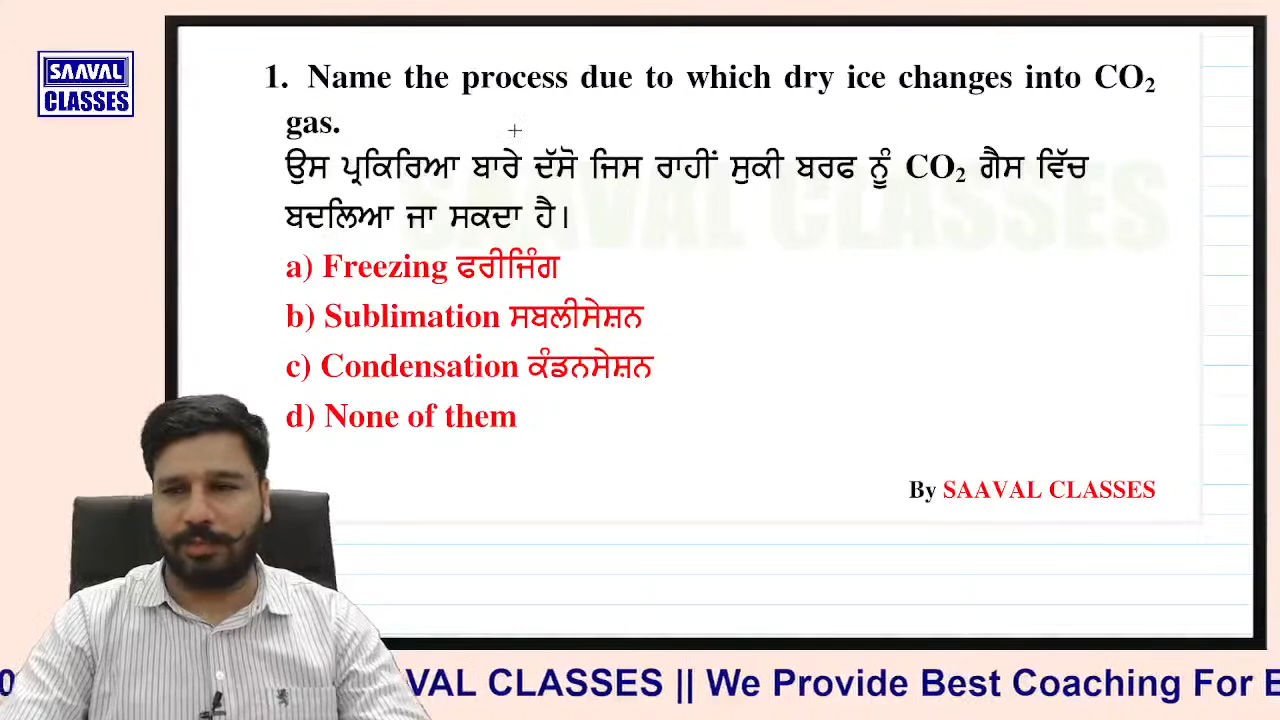 SAAVAL
CLASSES
1. Name the process due to which dry ice changes into CO₂
gas.
ਉਸ ਪ੍ਰਕਿਰਿਆ ਬਾਰੇ ਦੱਸੋ ਜਿਸ ਰਾਹੀਂ ਸੁਕੀ ਬਰਫ ਨੂੰ CO₂ ਗੈਸ ਵਿੱਚ
ਬਦਲਿਆ ਜਾ ਸਕਦਾ ਹੈ।
SAAVAL CLASSES
a) Freezing ਫਰੀਜਿੰਗ
b) Sublimation ਸਬਲੀਸੇਸ਼ਨ
c) Condensation ਕੰਡਨਸੇਸ਼ਨ
d) None of them
By SAAVAL CLASSES
VAL CLASSES || We Provide Best Coaching For E